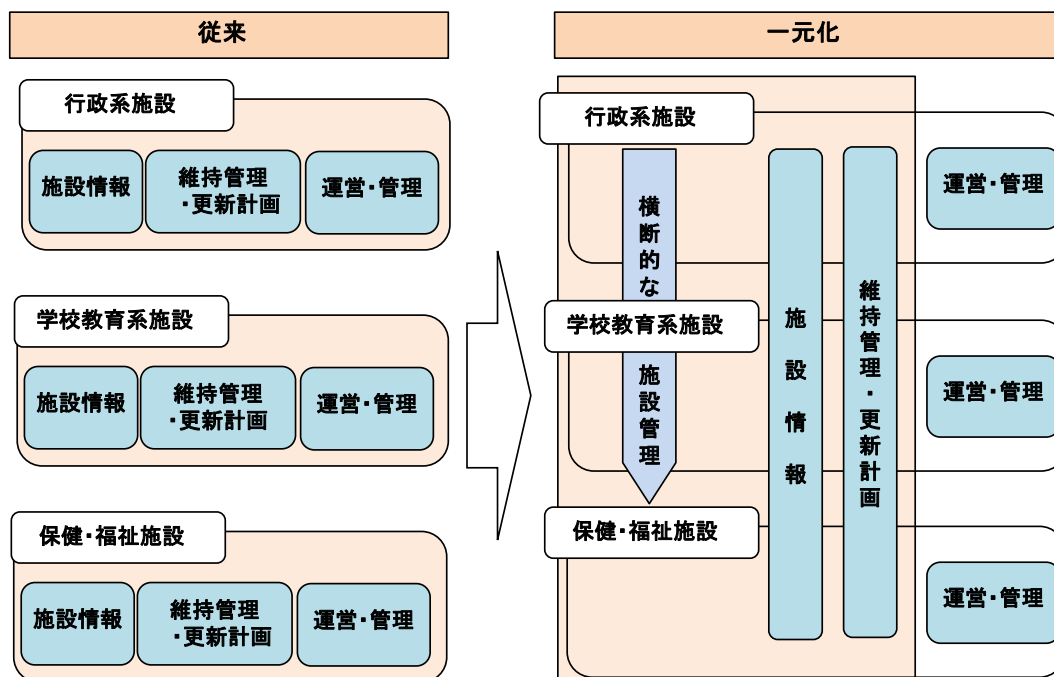 従来
行政系施設
施設情報
維持管理
・更新計画
運営・管理
学校教育系施設
施設情報
維持管理
・更新計画
運営・管理
保健・福祉施設
施設情報
維持管理
・更新計画
運営・管理
一元化
行政系施設
横断的な
施設管理
施設情報
維持管理・更新計画
運営・管理
学校教育系施設
運営・管理
保健・福祉施設
運営・管理